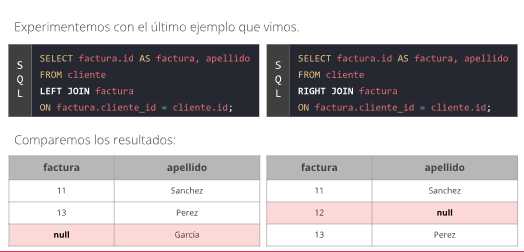 Experimentemos con el último ejemplo que vimos.
SQL
SELECT factura.id AS factura, apellido
FROM cliente
LEFT JOIN factura
ON factura.cliente_id = cliente.id;
SQL
SELECT factura.id AS factura, apellido
FROM cliente
RIGHT JOIN factura
ON factura.cliente_id = cliente.id;
Comparemos los resultados:
factura apellido
11 Sanchez
13 Perez
null García
factura apellido
11 Sanchez
12 null
13 Perez